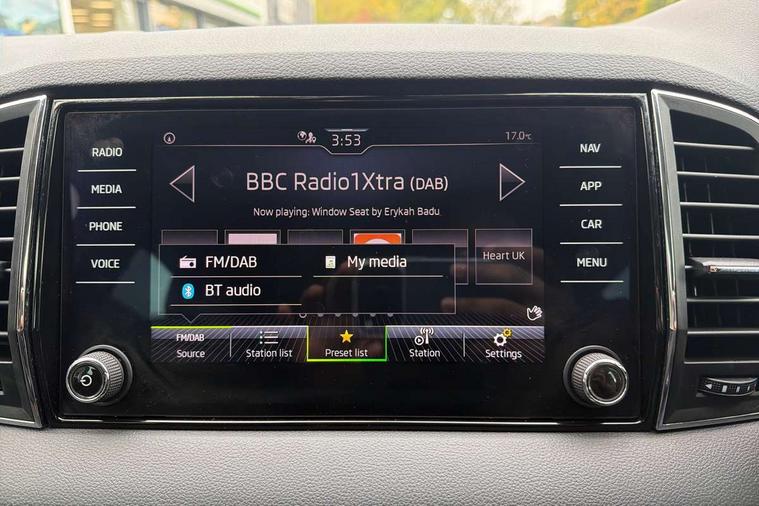 3:53
17.0°C
RADIO
MEDIA
PHONE
VOICE
BBC Radio1Xtra (DAB)
Now playing: Window Seat by Erykah Badu
Heart UK
FM/DAB
My media
BT audio
FM/DAB
Source
Station list
Preset list
Station
Settings
NAV
APP
CAR
MENU